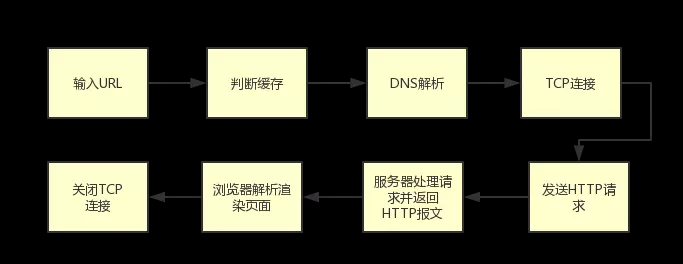 输入URL
判断缓存
DNS解析
TCP连接
发送HTTP请
求
服务器处理请
求并返回
HTTP报文
浏览器解析渲
染页面
关闭TCP
连接